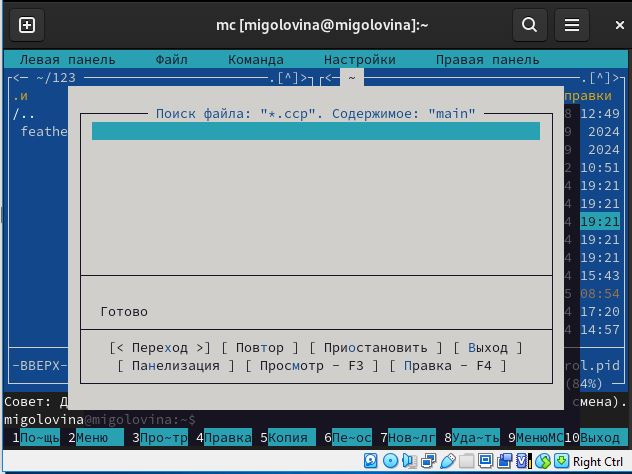 mc [migolovina@migolovina]:~
Левая панель Файл Команда Настройки Правая панель
<— ~/123 .[^]> <— ~ .[^]>
.и правки
/.. 8 12:49
feathe 9 2024
9 2024
2 10:51
4 19:21
4 19:21
4 19:21
4 19:21
4 19:21
4 15:43
5 08:54
4 17:20
4 14:57
Поиск файла: "*.ccp". Содержимое: "main"
Готово
[< Переход >] [ Повтор ] [ Приостановить ] [ Выход ]
[ Панелизация ] [ Просмотр - F3 ] [ Правка - F4 ]
-ВВЕРХ- rol.pid
(84%)
Совет: Д смена).
migolovina@migolovina:~$
1По~щь 2Меню 3Про~тр 4Правка 5Копия 6Пе~ос 7Нов~лг 8Уда~ть 9МенюMC 10Выход
Right Ctrl